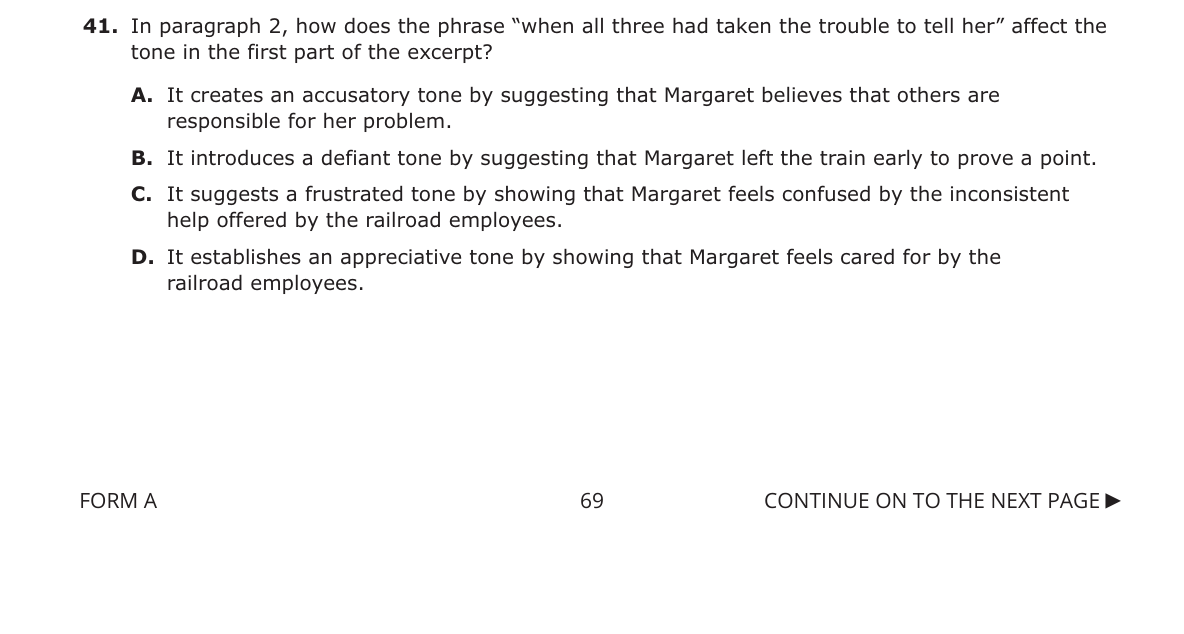 41. In paragraph 2, how does the phrase “when all three had taken the trouble to tell her” affect the
tone in the first part of the excerpt?
A. It creates an accusatory tone by suggesting that Margaret believes that others are
responsible for her problem.
B. It introduces a defiant tone by suggesting that Margaret left the train early to prove a point.
C. It suggests a frustrated tone by showing that Margaret feels confused by the inconsistent
help offered by the railroad employees.
D. It establishes an appreciative tone by showing that Margaret feels cared for by the
railroad employees.
FORM A 69 CONTINUE ON TO THE NEXT PAGE ▶